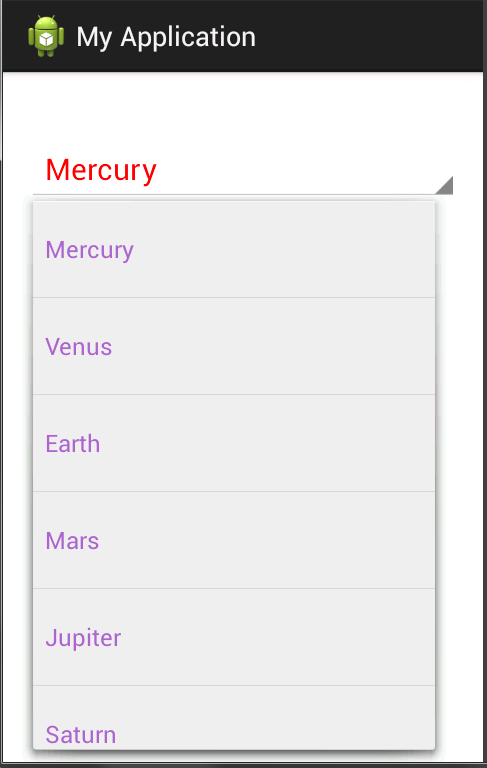 My Application
Mercury
Mercury
Venus
Earth
Mars
Jupiter
Saturn